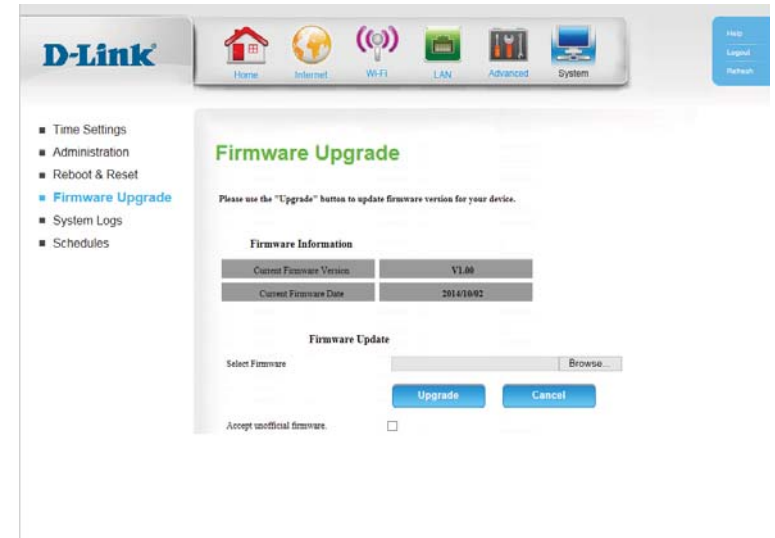 D-Link
Home
Internet
Wi-Fi
LAN
Advanced
System
Help
Logout
Refresh
Time Settings
Administration
Reboot & Reset
Firmware Upgrade
System Logs
Schedules
Firmware Upgrade
Please use the "Upgrade" button to update firmware version for your device.
Firmware Information
Current Firmware Version V1.00
Current Firmware Date 2014/10/02
Firmware Update
Select Firmware Browse...
Upgrade Cancel
Accept unofficial firmware.